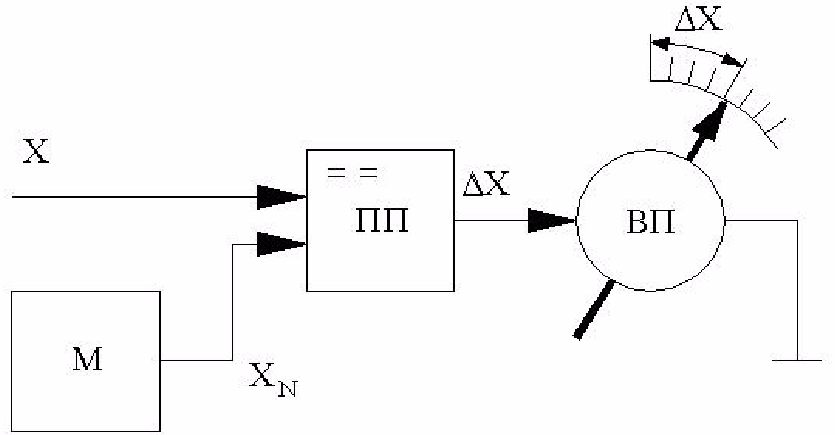 ΔX
X
= =
ПП
ΔX
ВП
М
X_N